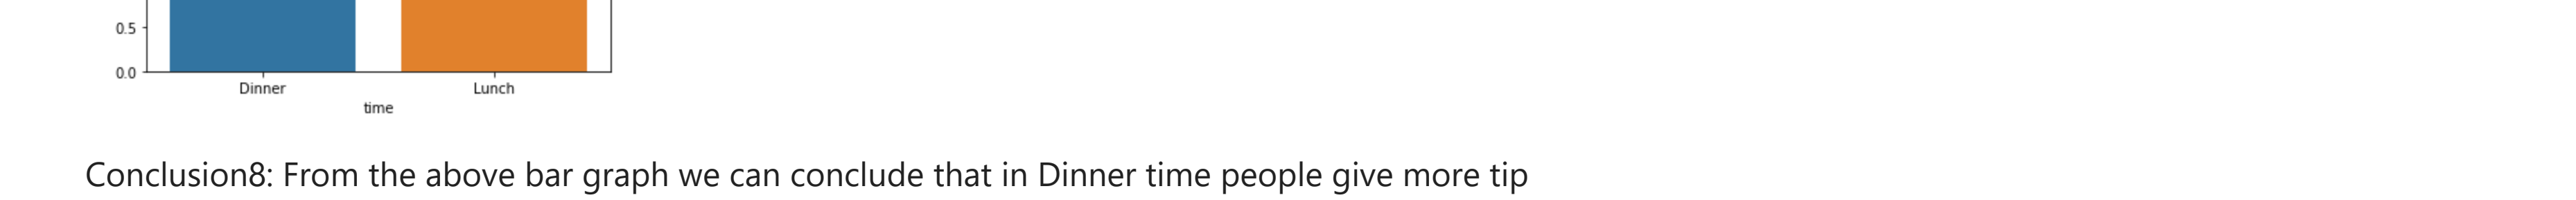 0.5
0.0
Dinner Lunch
time
Conclusion8: From the above bar graph we can conclude that in Dinner time people give more tip